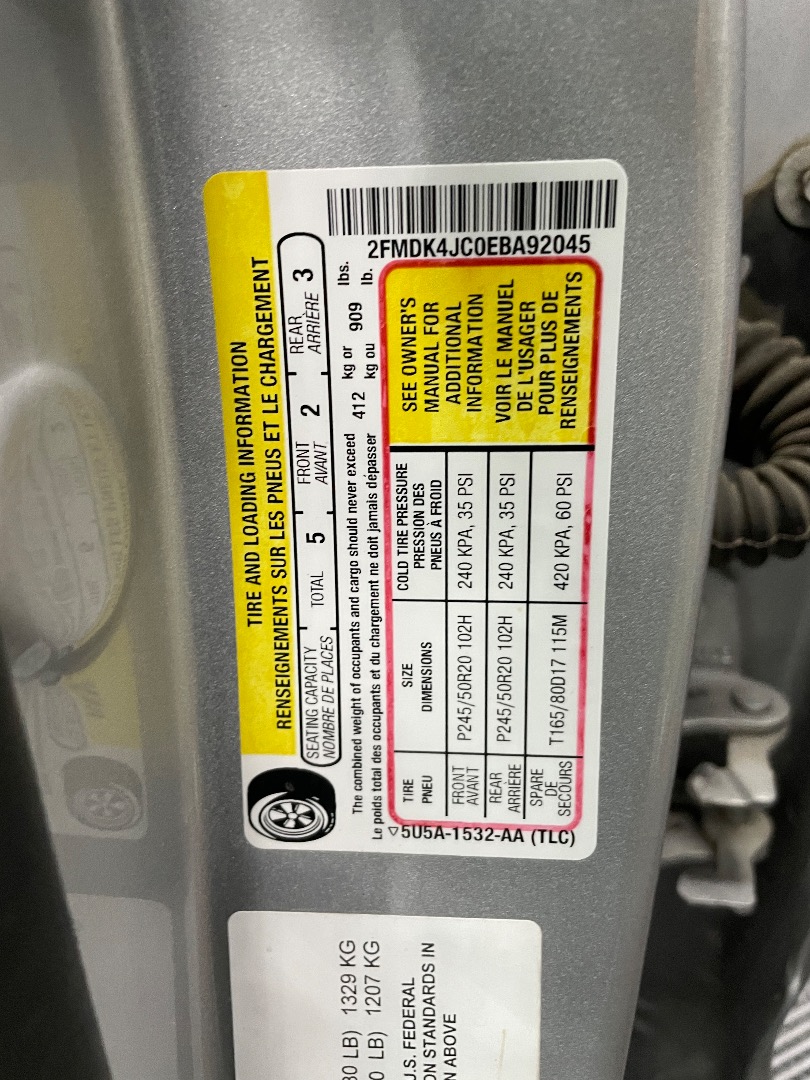 TIRE AND LOADING INFORMATION
RENSEIGNEMENTS SUR LES PNEUS ET LE CHARGEMENT
SEATING CAPACITY
NOMBRE DE PLACES
TOTAL 5
FRONT
AVANT
2
REAR
ARRIÈRE
3
The combined weight of occupants and cargo should never exceed 412 kg or 909 lbs.
Le poids total des occupants et du chargement ne doit jamais dépasser kg ou lb.
TIRE
PNEU
SIZE
DIMENSIONS
COLD TIRE PRESSURE
PRESSION DES
PNEUS À FROID
FRONT
AVANT
P245/50R20 102H
240 KPA, 35 PSI
REAR
ARRIÈRE
P245/50R20 102H
240 KPA, 35 PSI
SPARE
DE
SECOURS
T165/80D17 115M
420 KPA, 60 PSI
SEE OWNER'S
MANUAL FOR
ADDITIONAL
INFORMATION
VOIR LE MANUEL
DE L'USAGER
POUR PLUS DE
RENSEIGNEMENTS
2FMDK4JC0EBA92045
5U5A-1532-AA (TLC)
LB) 1329 KG
LB) 1207 KG
U.S. FEDERAL
STANDARDS IN
ABOVE